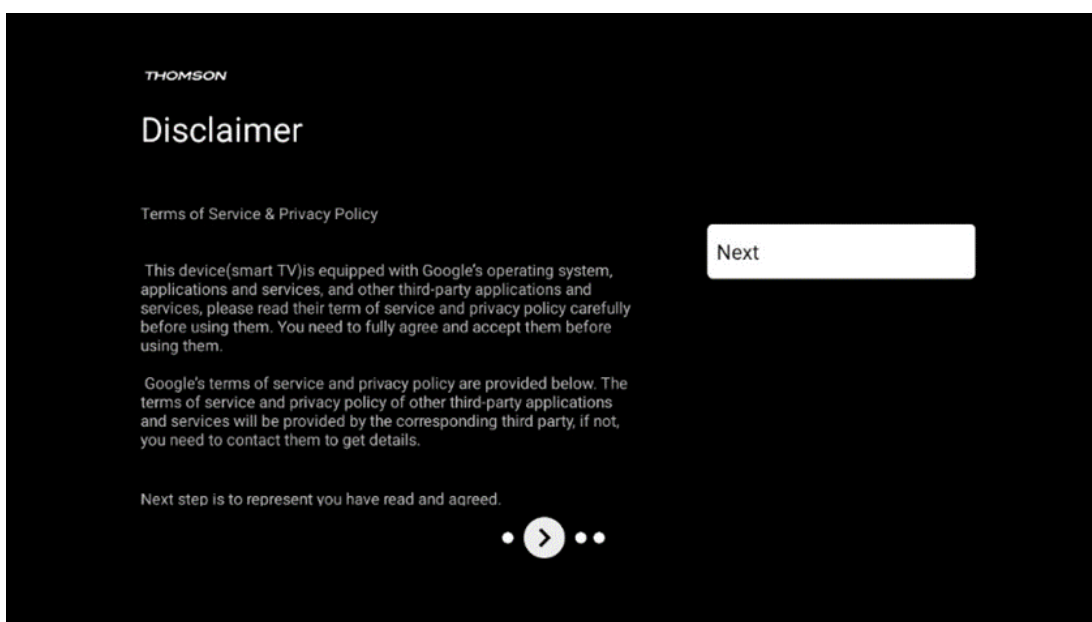 THOMSON
Disclaimer
Terms of Service & Privacy Policy
This device(smart TV)is equipped with Google's operating system,
applications and services, and other third-party applications and
services, please read their term of service and privacy policy carefully
before using them. You need to fully agree and accept them before
using them.
Google's terms of service and privacy policy are provided below. The
terms of service and privacy policy of other third-party applications
and services will be provided by the corresponding third party, if not,
you need to contact them to get details.
Next step is to represent you have read and agreed.
Next